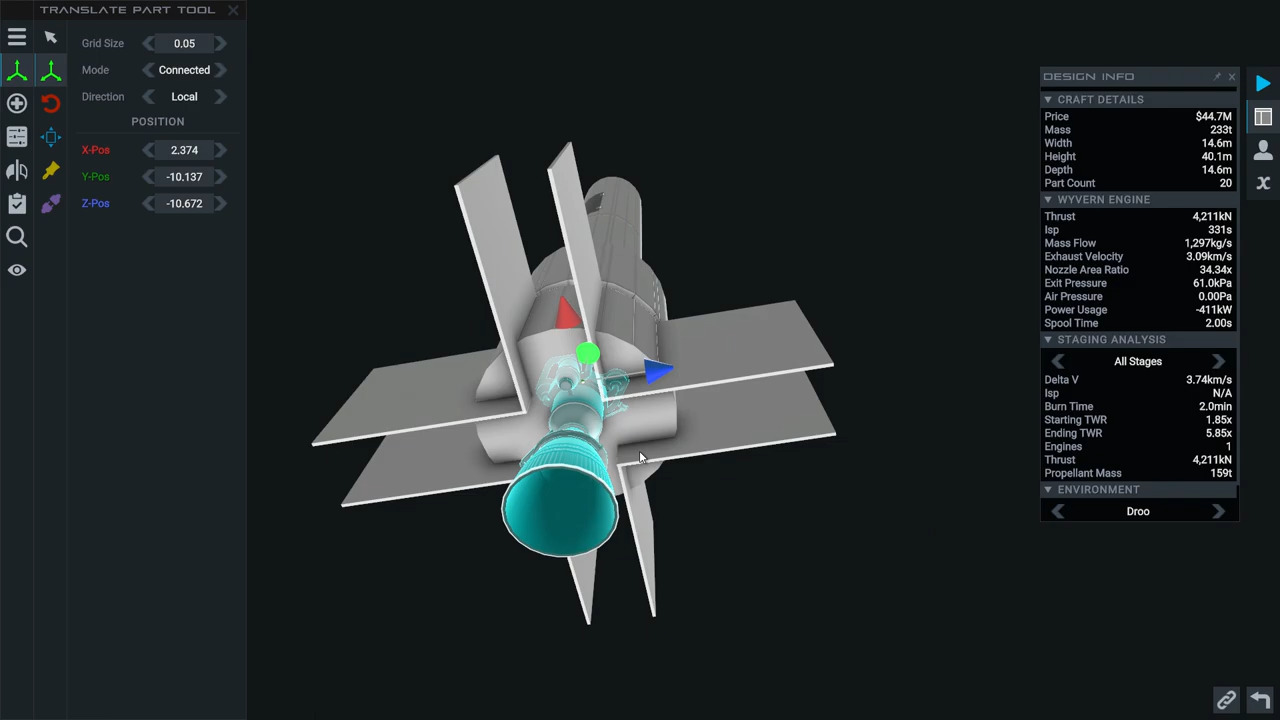 TRANSLATE PART TOOL
Grid Size 0.05
Mode Connected
Direction Local
POSITION
X-Pos 2.374
Y-Pos -10.137
Z-Pos -10.672
DESIGN INFO
CRAFT DETAILS
Price $44.7M
Mass 233t
Width 14.6m
Height 40.1m
Depth 14.6m
Part Count 20
WYVERN ENGINE
Thrust 4,211kN
Isp 331s
Mass Flow 1,297kg/s
Exhaust Velocity 3.09km/s
Nozzle Area Ratio 34.34x
Exit Pressure 61.0kPa
Air Pressure 0.00Pa
Power Usage -411kW
Spool Time 2.00s
STAGING ANALYSIS
All Stages
Delta V 3.74km/s
Isp N/A
Burn Time 2.0min
Starting TWR 1.85x
Ending TWR 5.85x
Engines 1
Thrust 4,211kN
Propellant Mass 159t
ENVIRONMENT
Droo